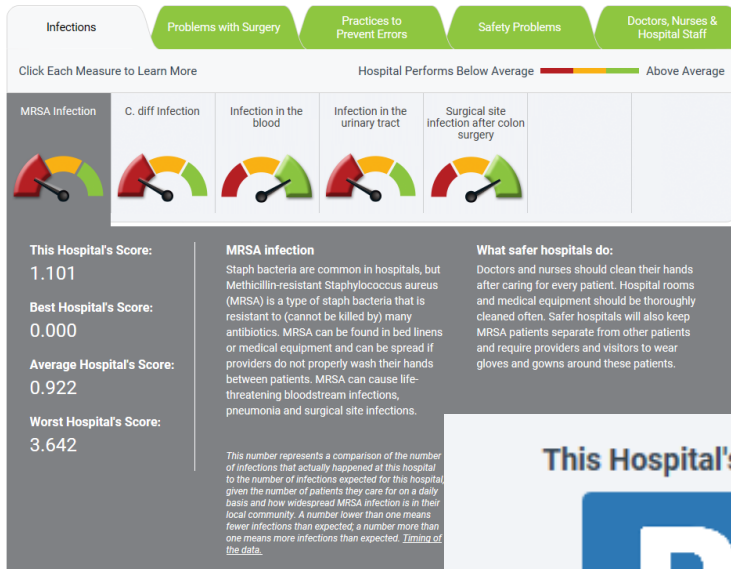 Infections
Problems with Surgery
Practices to
Prevent Errors
Safety Problems
Doctors, Nurses &
Hospital Staff
Click Each Measure to Learn More
Hospital Performs Below Average
Above Average
MRSA Infection
C. diff Infection
Infection in the
blood
Infection in the
urinary tract
Surgical site
infection after colon
surgery
This Hospital's Score:
1.101
Best Hospital's Score:
0.000
Average Hospital's Score:
0.922
Worst Hospital's Score:
3.642
MRSA infection
Staph bacteria are common in hospitals, but
Methicillin-resistant Staphylococcus aureus
(MRSA) is a type of staph bacteria that is
resistant to (cannot be killed by) many
antibiotics. MRSA can be found in bed linens
or medical equipment and can be spread if
providers do not properly wash their hands
between patients. MRSA can cause life-
threatening bloodstream infections,
pneumonia and surgical site infections.
This number represents a comparison of the number
of infections that actually happened at this hospital
to the number of infections expected for this hospital,
given the number of patients they care for on a daily
basis and how widespread MRSA infection is in their
local community. A number lower than one means
fewer infections than expected; a number more than
one means more infections than expected. Timing of
the data.
What safer hospitals do:
Doctors and nurses should clean their hands
after caring for every patient. Hospital rooms
and medical equipment should be thoroughly
cleaned often. Safer hospitals will also keep
MRSA patients separate from other patients
and require providers and visitors to wear
gloves and gowns around these patients.
This Hospital's